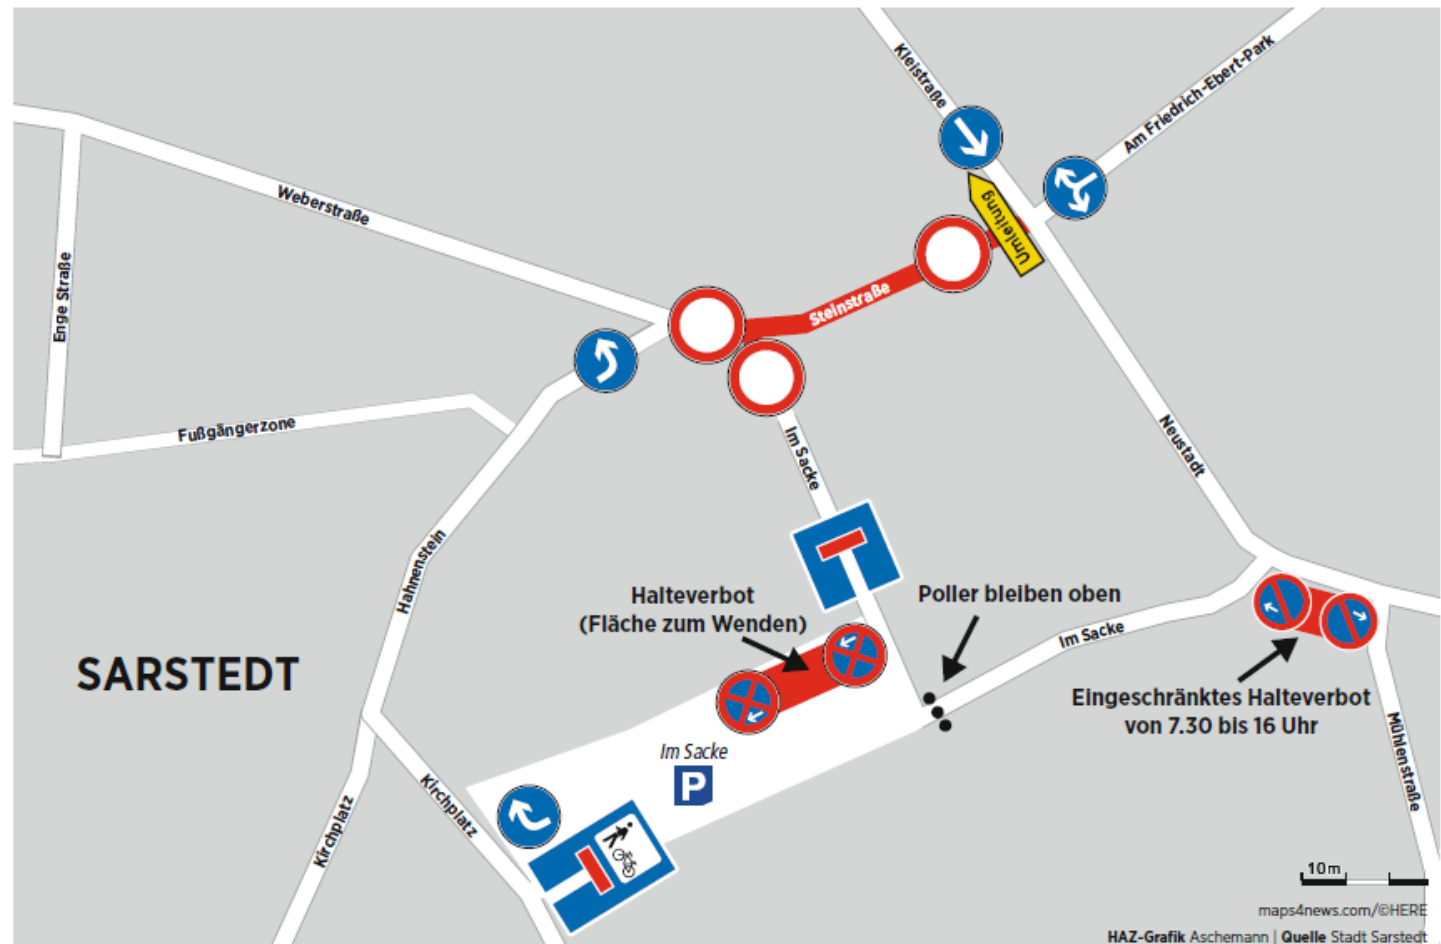 Kleistraße
Am Friedrich-Ebert-Park
Weberstraße
Umleitung
Enge Straße
Steinstraße
Fußgängerzone
Im Sacke
Neustadt
Hahnenstein
Halteverbot
(Fläche zum Wenden)
Poller bleiben oben
Im Sacke
SARSTEDT
Eingeschränktes Halteverbot
von 7.30 bis 16 Uhr
Im Sacke
P
Mühlenstraße
Kirchplatz
Kirchplatz
10 m
maps4news.com/©HERE
HAZ-Grafik Aschemann | Quelle Stadt Sarstedt